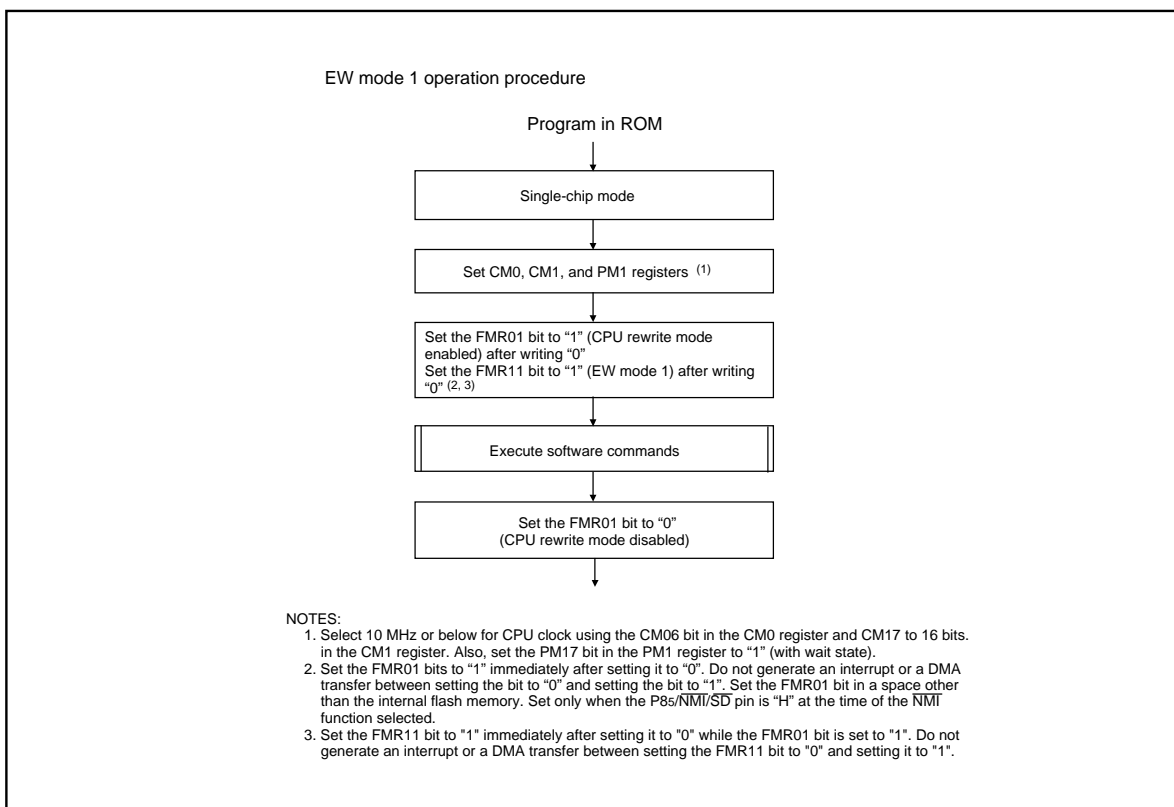 EW mode 1 operation procedure
Program in ROM
Single-chip mode
Set CM0, CM1, and PM1 registers (1)
Set the FMR01 bit to “1” (CPU rewrite mode
enabled) after writing “0”
Set the FMR11 bit to “1” (EW mode 1) after writing
“0” (2, 3)
Execute software commands
Set the FMR01 bit to “0”
(CPU rewrite mode disabled)
NOTES:
1. Select 10 MHz or below for CPU clock using the CM06 bit in the CM0 register and CM17 to 16 bits.
in the CM1 register. Also, set the PM17 bit in the PM1 register to “1” (with wait state).
2. Set the FMR01 bits to “1” immediately after setting it to “0”. Do not generate an interrupt or a DMA
transfer between setting the bit to “0” and setting the bit to “1”. Set the FMR01 bit in a space other
than the internal flash memory. Set only when the P85/NMI/SD pin is “H” at the time of the NMI
function selected.
3. Set the FMR11 bit to "1" immediately after setting it to "0" while the FMR01 bit is set to "1". Do not
generate an interrupt or a DMA transfer between setting the FMR11 bit to "0" and setting it to "1".